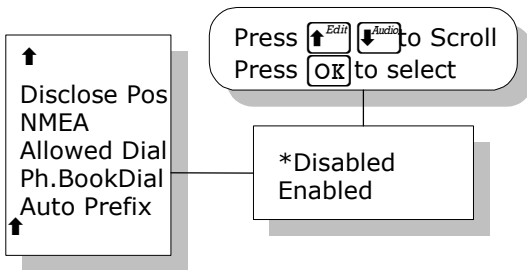 Press ⬆Edit ⬇Audio to Scroll
Press OK to select
⬆
Disclose Pos
NMEA
Allowed Dial
Ph.BookDial
Auto Prefix
⬆
*Disabled
Enabled